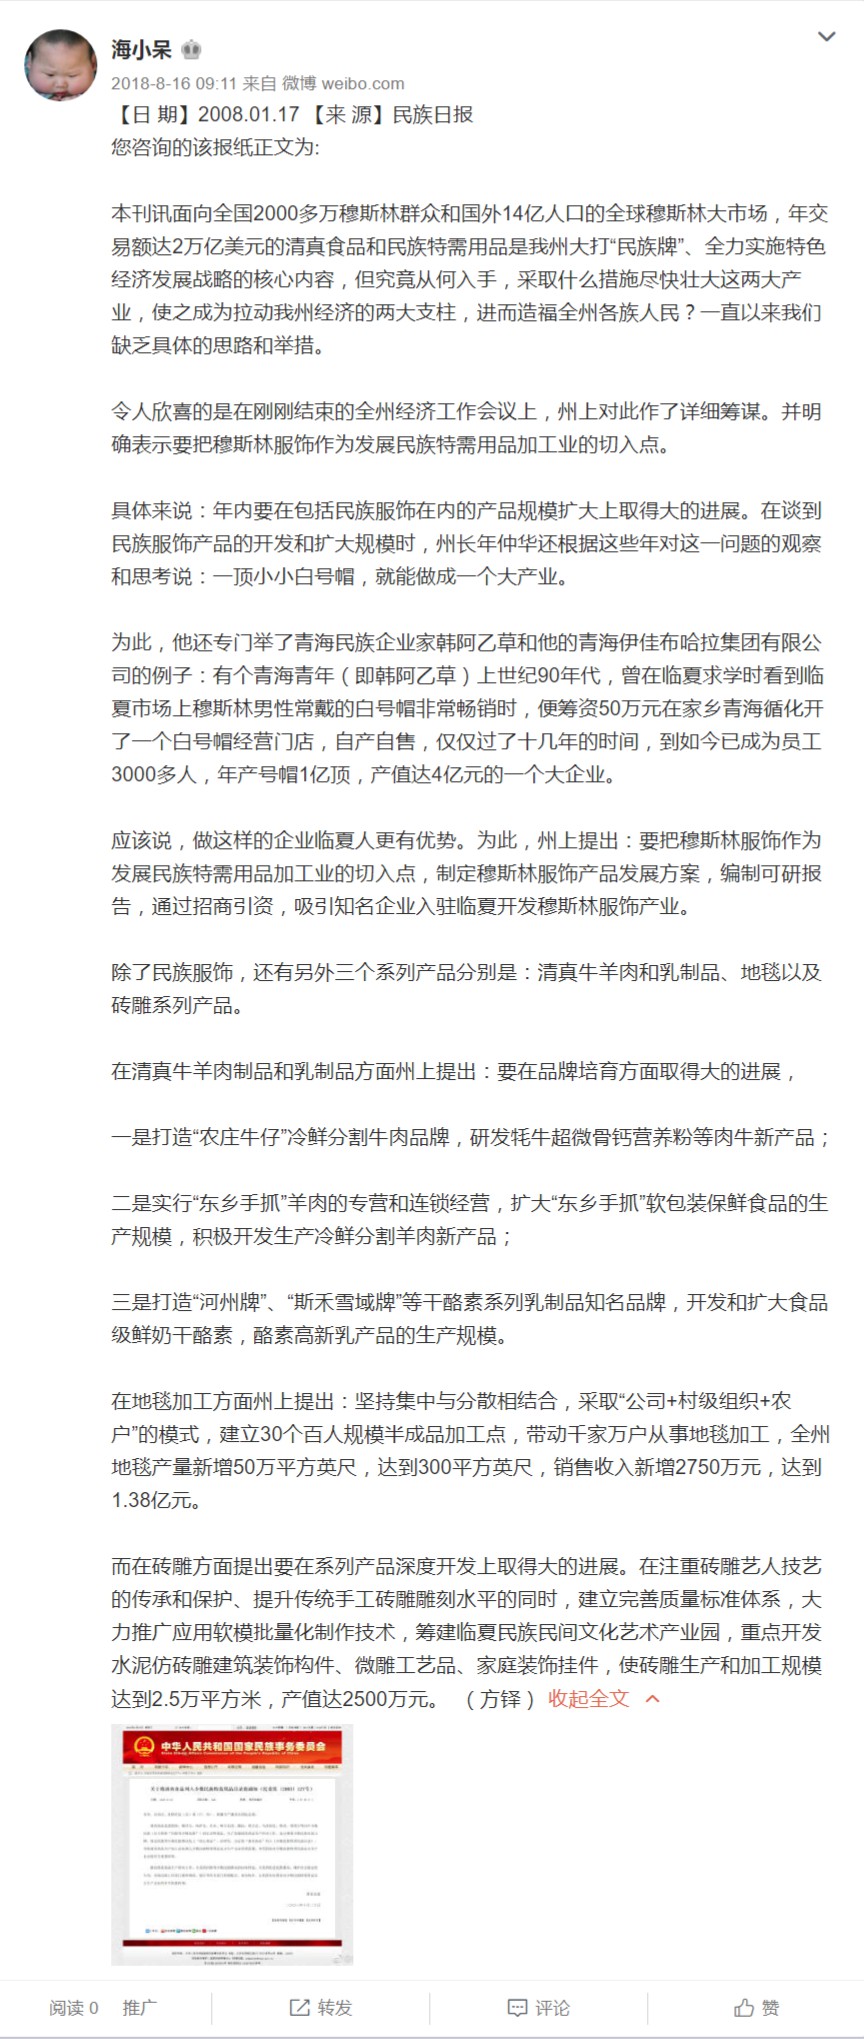 海小呆
2018-8-16 09:11 来自 微博 weibo.com
【日 期】2008.01.17 【来 源】民族日报
您咨询的该报纸正文为:
本刊讯面向全国2000多万穆斯林群众和国外14亿人口的全球穆斯林大市场，年交
易额达2万亿美元的清真食品和民族特需用品是我州大打“民族牌”、全力实施特色
经济发展战略的核心内容，但究竟从何入手，采取什么措施尽快壮大这两大产
业，使之成为拉动我州经济的两大支柱，进而造福全州各族人民？一直以来我们
缺乏具体的思路和举措。
令人欣喜的是在刚刚结束的全州经济工作会议上，州上对此作了详细筹谋。并明
确表示要把穆斯林服饰作为发展民族特需用品加工业的切入点。
具体来说：年内要在包括民族服饰在内的产品规模扩大上取得大的进展。在谈到
民族服饰产品的开发和扩大规模时，州长年仲华还根据这些年对这一问题的观察
和思考说：一顶小小白号帽，就能做成一个大产业。
为此，他还专门举了青海民族企业家韩阿乙草和他的青海伊佳布哈拉集团有限公
司的例子：有个青海青年（即韩阿乙草）上世纪90年代，曾在临夏求学时看到临
夏市场上穆斯林男性常戴的白号帽非常畅销时，便筹资50万元在家乡青海循化开
了一个白号帽经营门店，自产自售，仅仅过了十几年的时间，到如今已成为员工
3000多人，年产号帽1亿顶，产值达4亿元的一个大企业。
应该说，做这样的企业临夏人更有优势。为此，州上提出：要把穆斯林服饰作为
发展民族特需用品加工业的切入点，制定穆斯林服饰产品发展方案，编制可研报
告，通过招商引资，吸引知名企业入驻临夏开发穆斯林服饰产业。
除了民族服饰，还有另外三个系列产品分别是：清真牛羊肉和乳制品、地毯以及
砖雕系列产品。
在清真牛羊肉制品和乳制品方面州上提出：要在品牌培育方面取得大的进展，
一是打造“农庄牛仔”冷鲜分割牛肉品牌，研发牦牛超微骨钙营养粉等肉牛新产品；
二是实行“东乡手抓”羊肉的专营和连锁经营，扩大“东乡手抓”软包装保鲜食品的生
产规模，积极开发生产冷鲜分割羊肉新产品；
三是打造“河州牌”、“斯禾雪域牌”等干酪素系列乳制品知名品牌，开发和扩大食品
级鲜奶干酪素，酪素高新乳产品的生产规模。
在地毯加工方面州上提出：坚持集中与分散相结合，采取“公司+村级组织+农
户”的模式，建立30个百人规模半成品加工点，带动千家万户从事地毯加工，全州
地毯产量新增50万平方英尺，达到300平方英尺，销售收入新增2750万元，达到
1.38亿元。
而在砖雕方面提出要在系列产品深度开发上取得大的进展。在注重砖雕艺人技艺
的传承和保护、提升传统手工砖雕雕刻水平的同时，建立完善质量标准体系，大
力推广应用软模批量化制作技术，筹建临夏民族民间文化艺术产业园，重点开发
水泥仿砖雕建筑装饰构件、微雕工艺品、家庭装饰挂件，使砖雕生产和加工规模
达到2.5万平方米，产值达2500万元。 （方铎）收起全文
中华人民共和国国家民族事务委员会
阅读 0 推广 转发 评论 赞